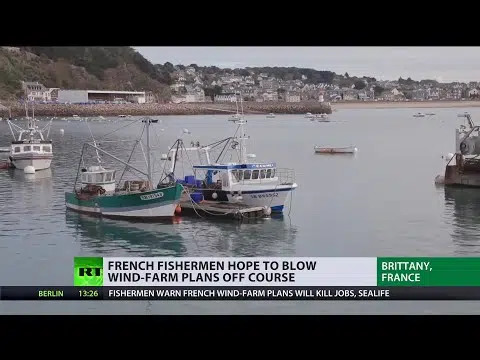 RT
FRENCH FISHERMEN HOPE TO BLOW
WIND-FARM PLANS OFF COURSE
BRITTANY,
FRANCE
BERLIN 13:26 FISHERMEN WARN FRENCH WIND-FARM PLANS WILL KILL JOBS, SEALIFE